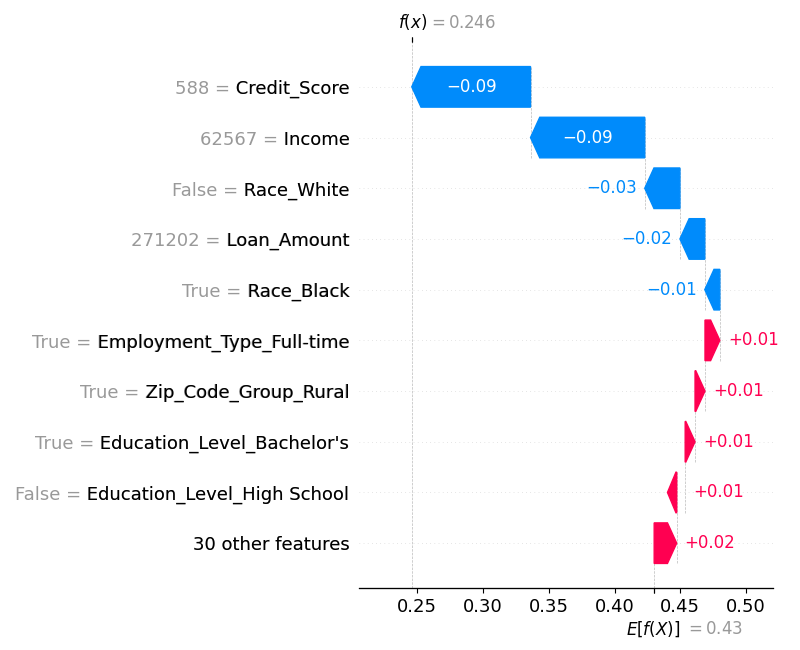 f(x) = 0.246
588 = Credit_Score
−0.09
62567 = Income
−0.09
False = Race_White
−0.03
271202 = Loan_Amount
−0.02
True = Race_Black
−0.01
True = Employment_Type_Full-time
+0.01
True = Zip_Code_Group_Rural
+0.01
True = Education_Level_Bachelor's
+0.01
False = Education_Level_High School
+0.01
30 other features
+0.02
0.25 0.30 0.35 0.40 0.45 0.50
E[f(X)] = 0.43